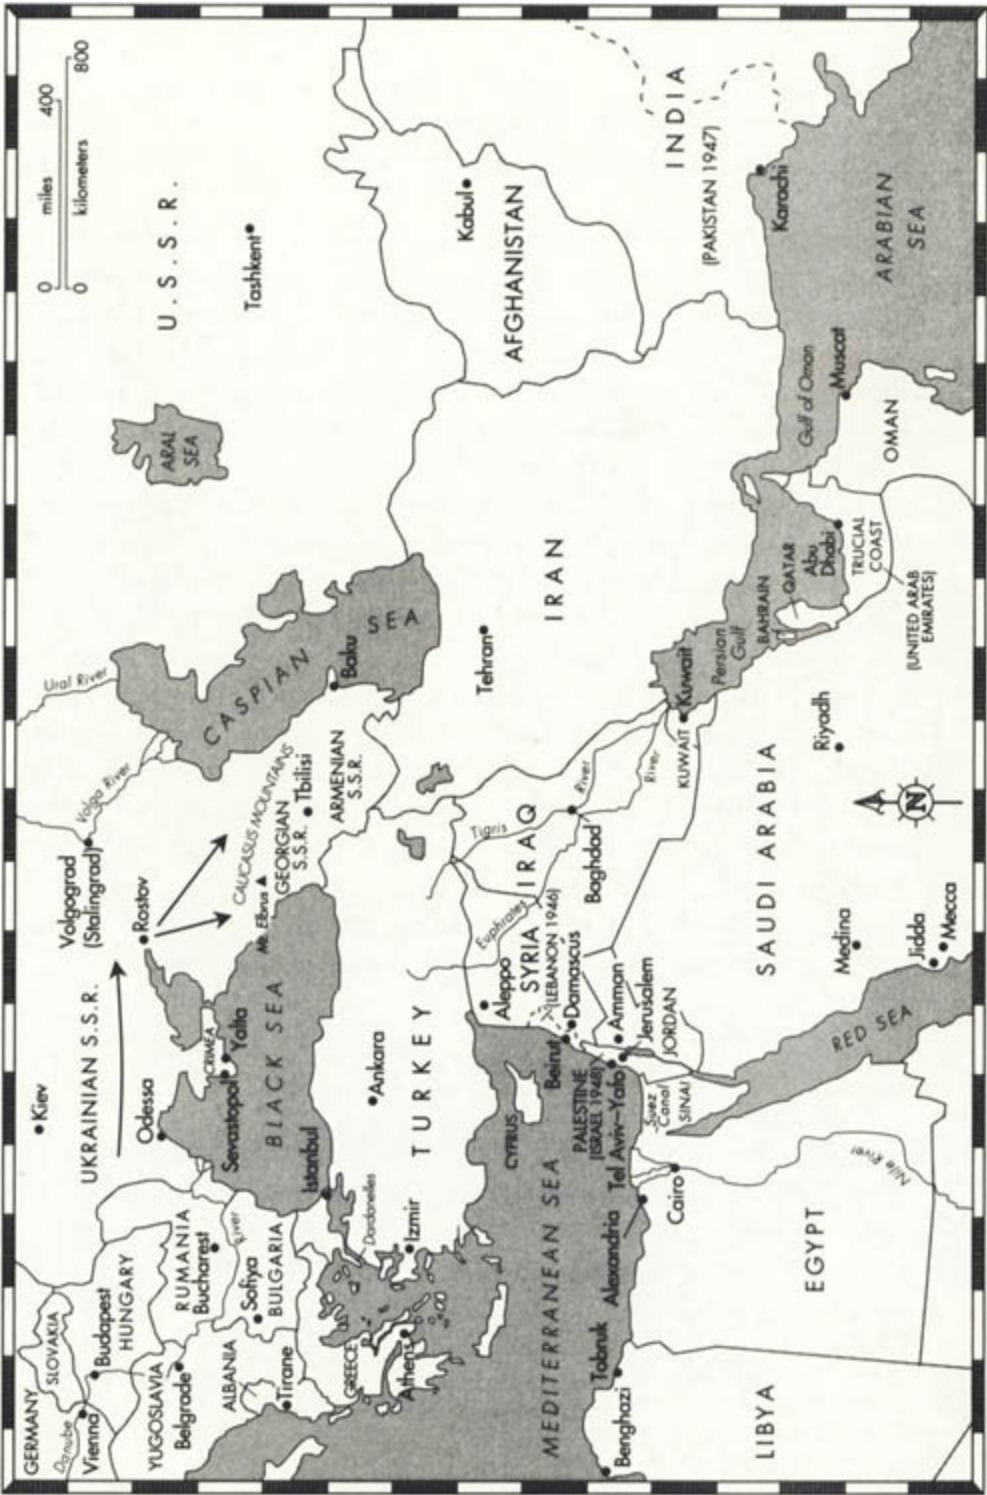 GERMANY
SLOVAKIA
Danube
Vienna
Budapest
HUNGARY
YUGOSLAVIA
Belgrade
RUMANIA
Bucharest
River
Sofiya
BULGARIA
ALBANIA
Tirane
GREECE
Athens
Kiev
UKRAINIAN S.S.R.
Odessa
CRIMEA
Sevastopol
Yalta
BLACK SEA
Istanbul
Dardanelles
Izmir
Ankara
TURKEY
Volgograd
(Stalingrad)
Rostov
Volga River
Ural River
CAUCASUS MOUNTAINS
Mt. Elbrus
GEORGIAN
S.S.R.
Tbilisi
ARMENIAN
S.S.R.
CASPIAN
SEA
Baku
ARAL
SEA
U.S.S.R.
Tashkent
0 miles 400
0 kilometers 800
Kabul
AFGHANISTAN
INDIA
(PAKISTAN 1947)
Karachi
ARABIAN
SEA
Tehran
IRAN
Gulf of Oman
Muscat
OMAN
Persian
Gulf
BAHRAIN
QATAR
Abu
Dhabi
TRUCIAL
COAST
(UNITED ARAB
EMIRATES)
Kuwait
KUWAIT
Tigris
River
Euphrates
River
IRAQ
Baghdad
Aleppo
SYRIA
(LEBANON 1946)
Damascus
Beirut
CYPRUS
PALESTINE
(ISRAEL 1948)
Tel Aviv–Yafo
Amman
Jerusalem
JORDAN
Suez
Canal
SINAI
MEDITERRANEAN SEA
Tobruk
Benghazi
Alexandria
Cairo
Nile River
EGYPT
LIBYA
RED SEA
SAUDI ARABIA
Riyadh
Medina
Jidda
Mecca
N